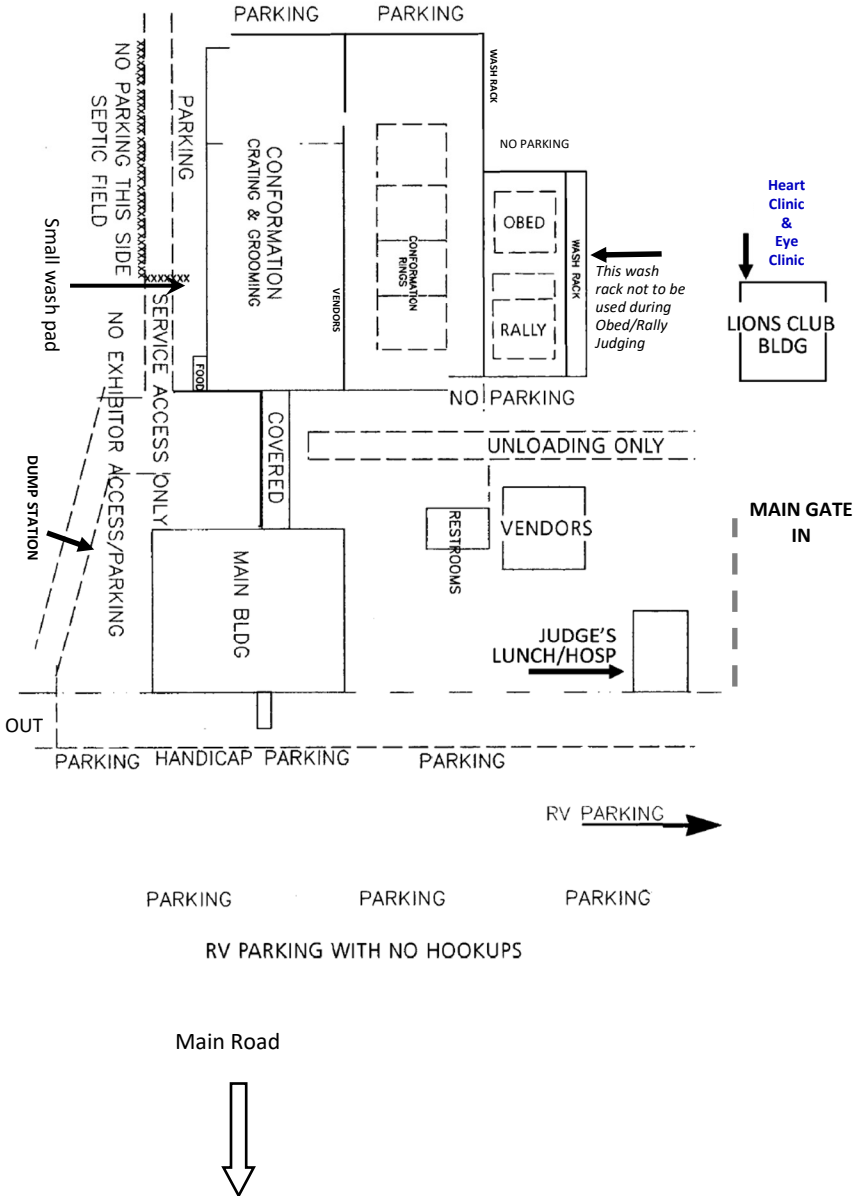 PARKING
PARKING
NO PARKING THIS SIDE
SEPTIC FIELD
PARKING
WASH RACK
NO PARKING
CONFORMATION
CRATING & GROOMING
VENDORS
CONFORMATION
RINGS
OBED
RALLY
WASH RACK
This wash
rack not to be
used during
Obed/Rally
Judging
Heart
Clinic
&
Eye
Clinic
LIONS CLUB
BLDG
Small wash pad
xxxxxx
SERVICE ACCESS ONLY
NO EXHIBITOR ACCESS/PARKING
FOOD
NO PARKING
COVERED
UNLOADING ONLY
DUMP STATION
RESTROOMS
VENDORS
MAIN GATE
IN
MAIN BLDG
JUDGE'S
LUNCH/HOSP
OUT
PARKING HANDICAP PARKING PARKING
RV PARKING
PARKING PARKING PARKING
RV PARKING WITH NO HOOKUPS
Main Road